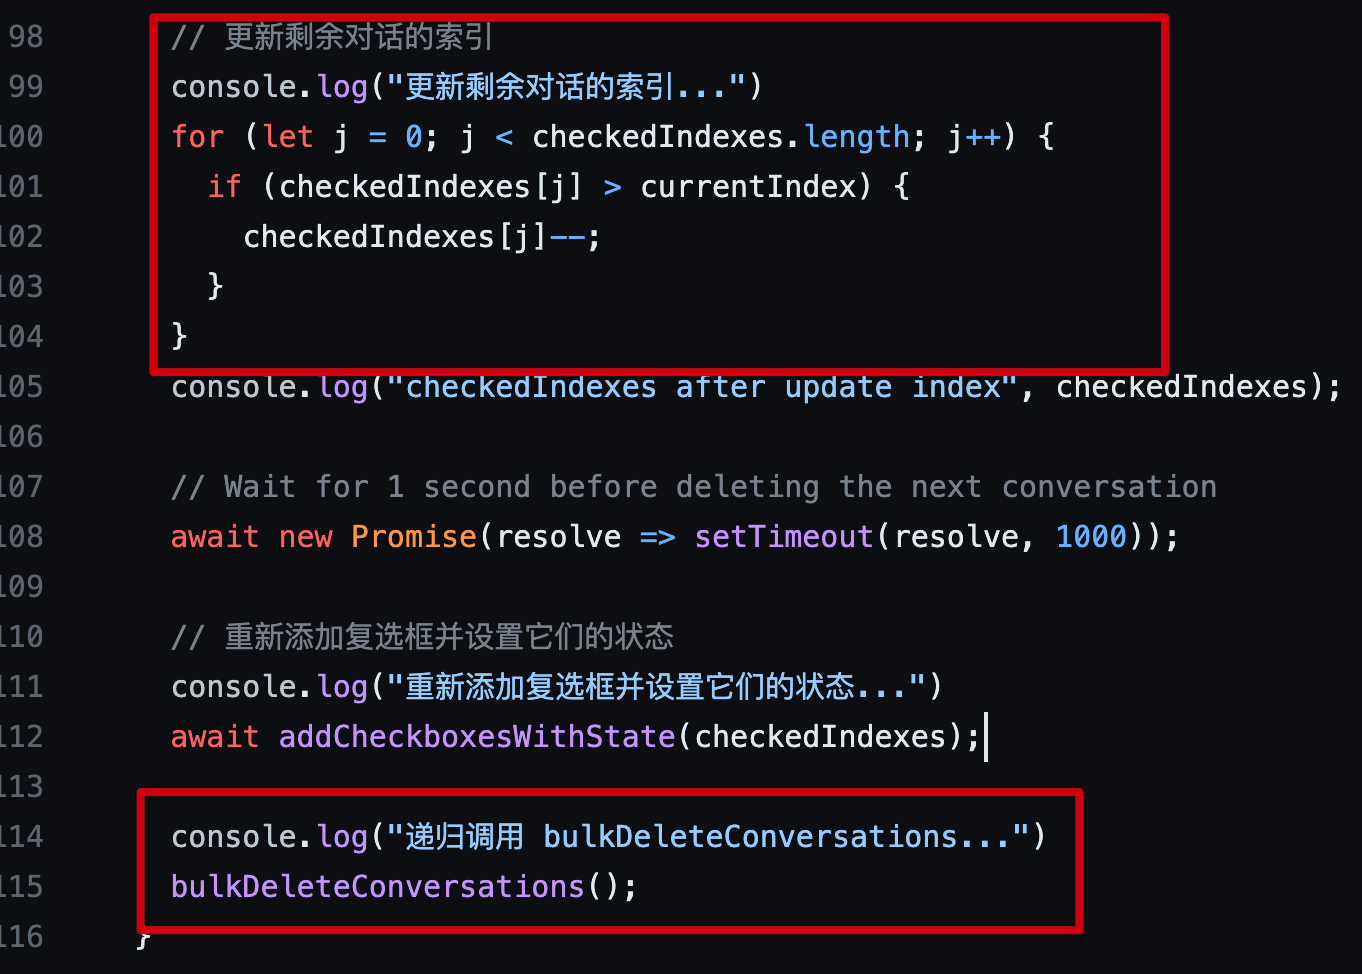 98 // 更新剩余对话的索引
99 console.log("更新剩余对话的索引...")
100 for (let j = 0; j < checkedIndexes.length; j++) {
101 if (checkedIndexes[j] > currentIndex) {
102 checkedIndexes[j]--;
103 }
104 }
105 console.log("checkedIndexes after update index", checkedIndexes);
106
107 // Wait for 1 second before deleting the next conversation
108 await new Promise(resolve => setTimeout(resolve, 1000));
109
110 // 重新添加复选框并设置它们的状态
111 console.log("重新添加复选框并设置它们的状态...")
112 await addCheckboxesWithState(checkedIndexes);
113
114 console.log("递归调用 bulkDeleteConversations...")
115 bulkDeleteConversations();
116 }